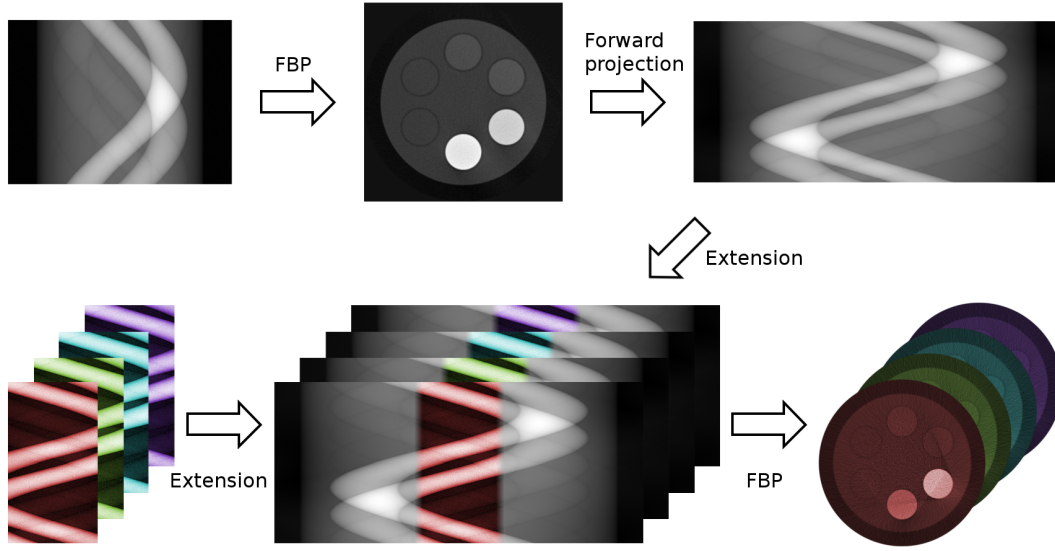 FBP
Forward
projection
Extension
Extension
FBP